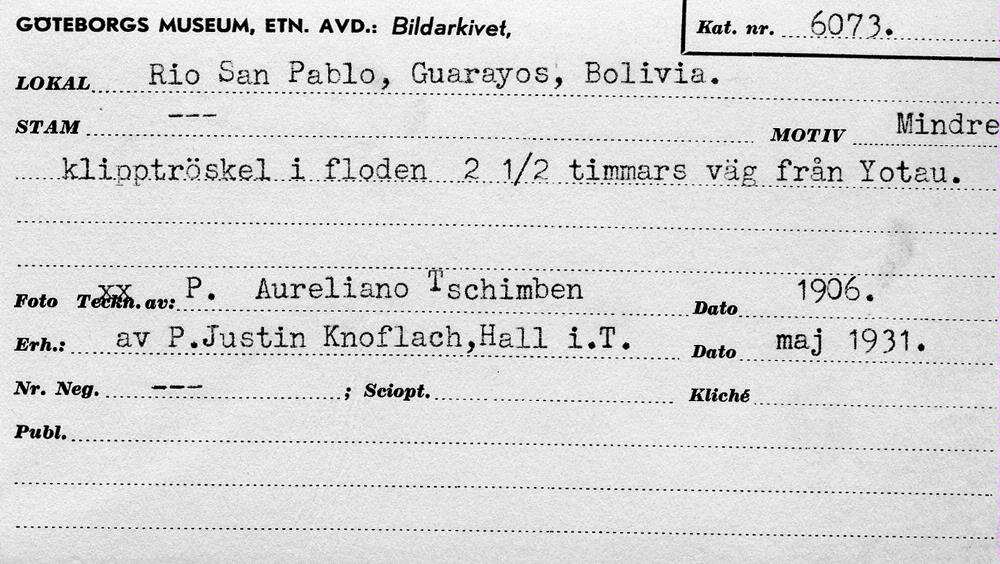 GÖTEBORGS MUSEUM, ETN. AVD.: Bildarkivet, Kat. nr. 6073.
LOKAL Rio San Pablo, Guarayos, Bolivia.
STAM --- MOTIV Mindre
klipptröskel i floden 2 1/2 timmars väg från Yotau.
Foto Teckn. av: P. Aureliano Tschimben Dato 1906.
Erh.: av P.Justin Knoflach,Hall i.T. Dato maj 1931.
Nr. Neg. --- ; Sciopt. Kliché
Publ.